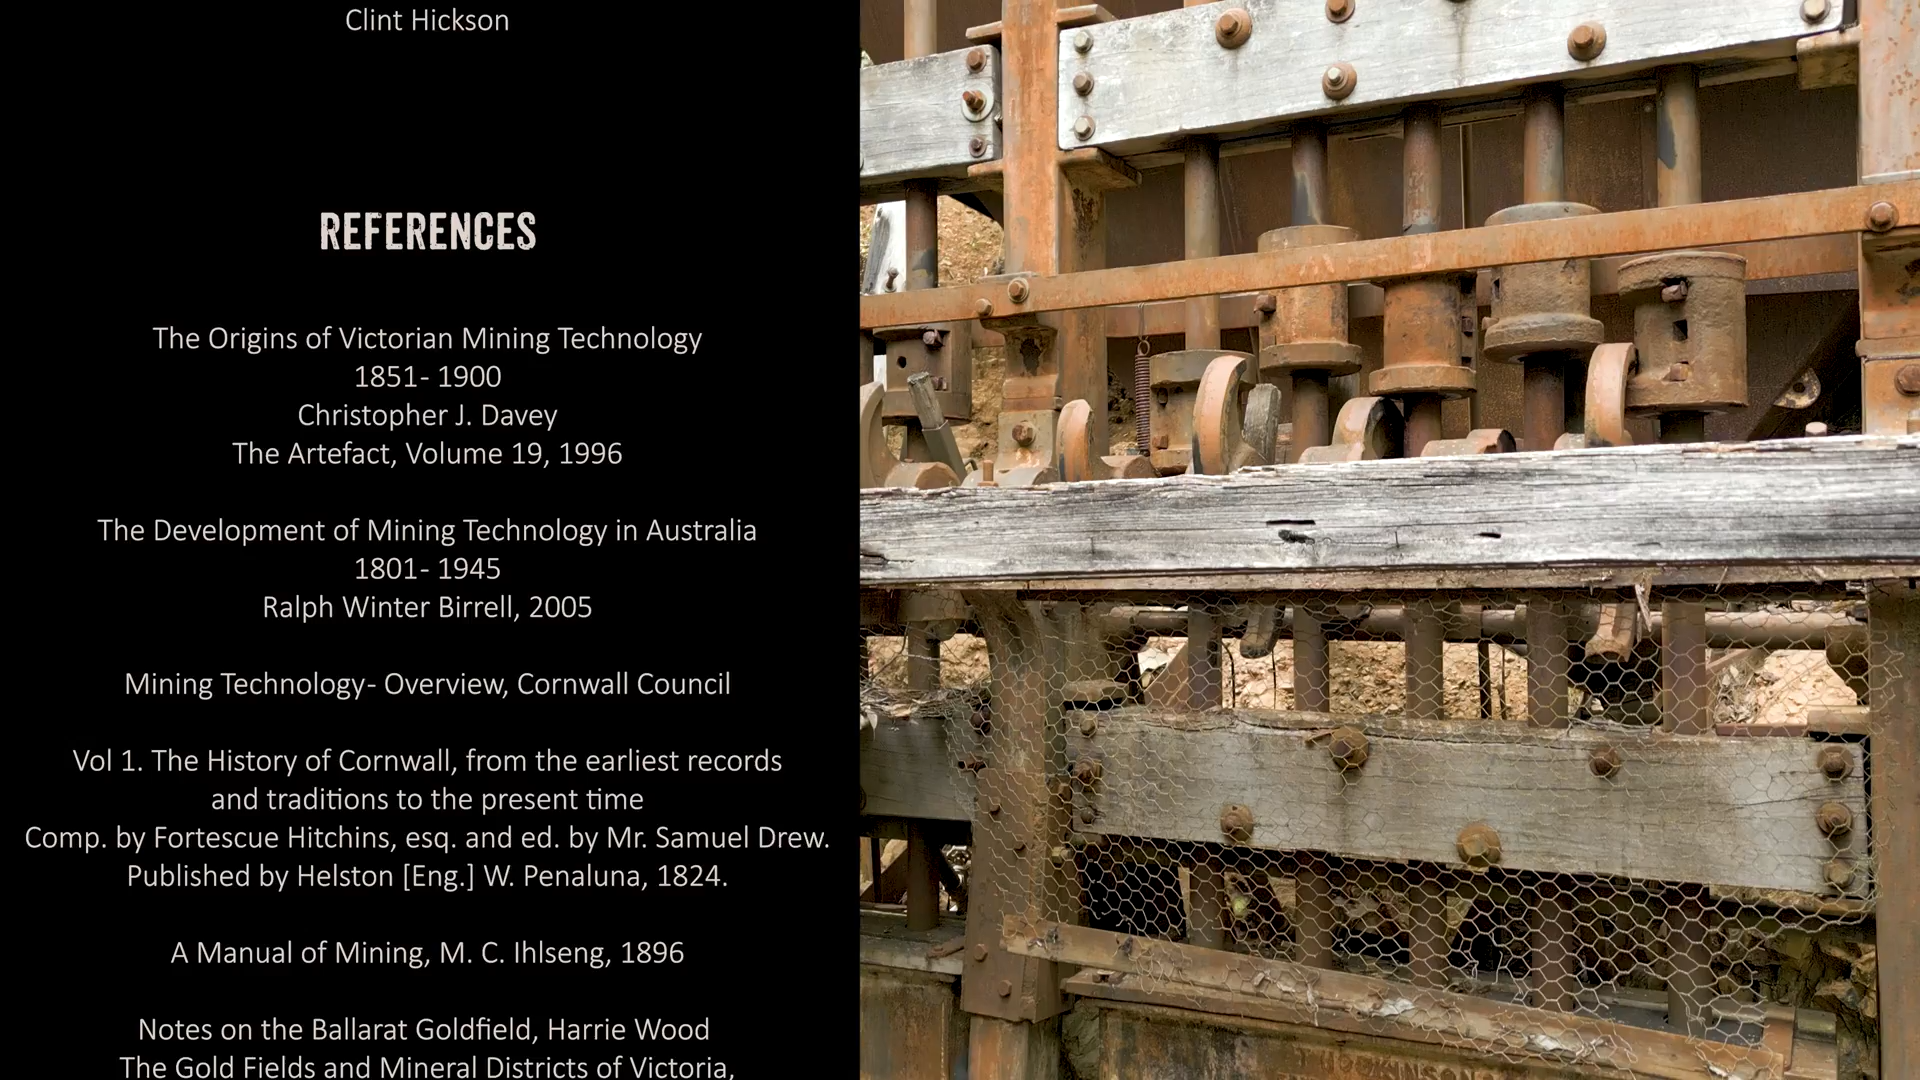 Clint Hickson
REFERENCES
The Origins of Victorian Mining Technology
1851- 1900
Christopher J. Davey
The Artefact, Volume 19, 1996
The Development of Mining Technology in Australia
1801- 1945
Ralph Winter Birrell, 2005
Mining Technology- Overview, Cornwall Council
Vol 1. The History of Cornwall, from the earliest records
and traditions to the present time
Comp. by Fortescue Hitchins, esq. and ed. by Mr. Samuel Drew.
Published by Helston [Eng.] W. Penaluna, 1824.
A Manual of Mining, M. C. Ihlseng, 1896
Notes on the Ballarat Goldfield, Harrie Wood
The Gold Fields and Mineral Districts of Victoria,